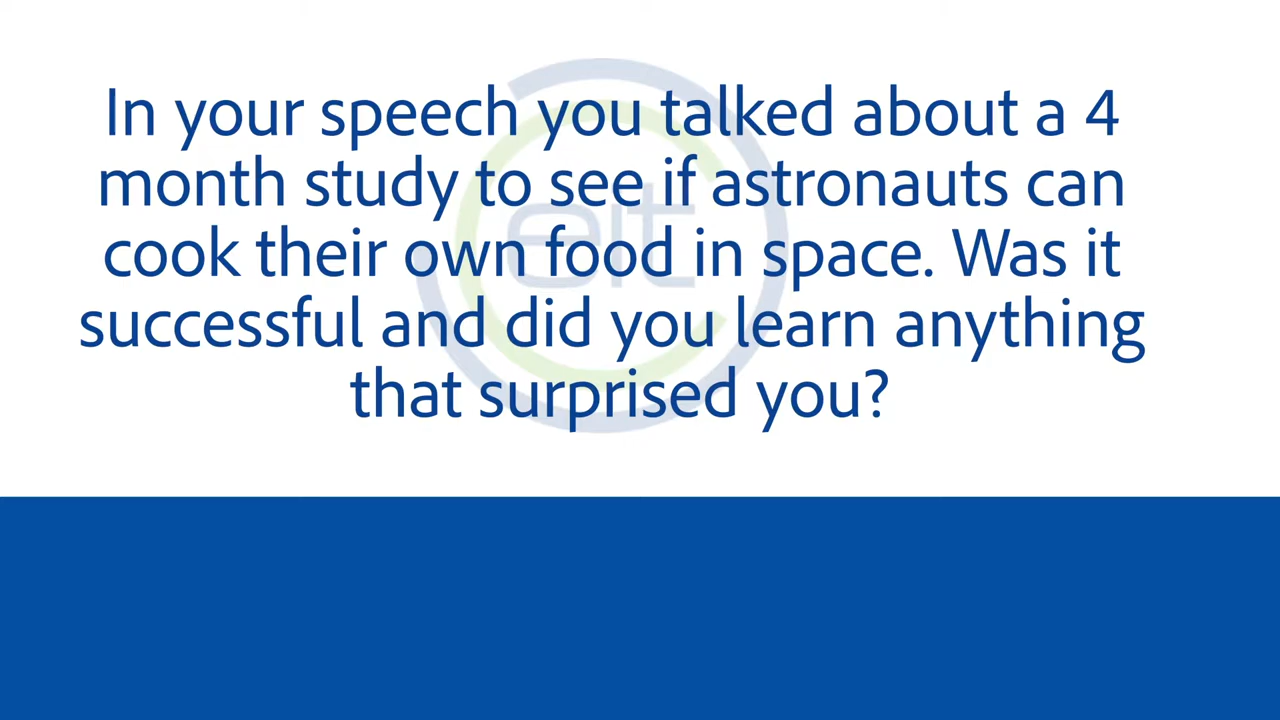 In your speech you talked about a 4
month study to see if astronauts can
cook their own food in space. Was it
successful and did you learn anything
that surprised you?
eit